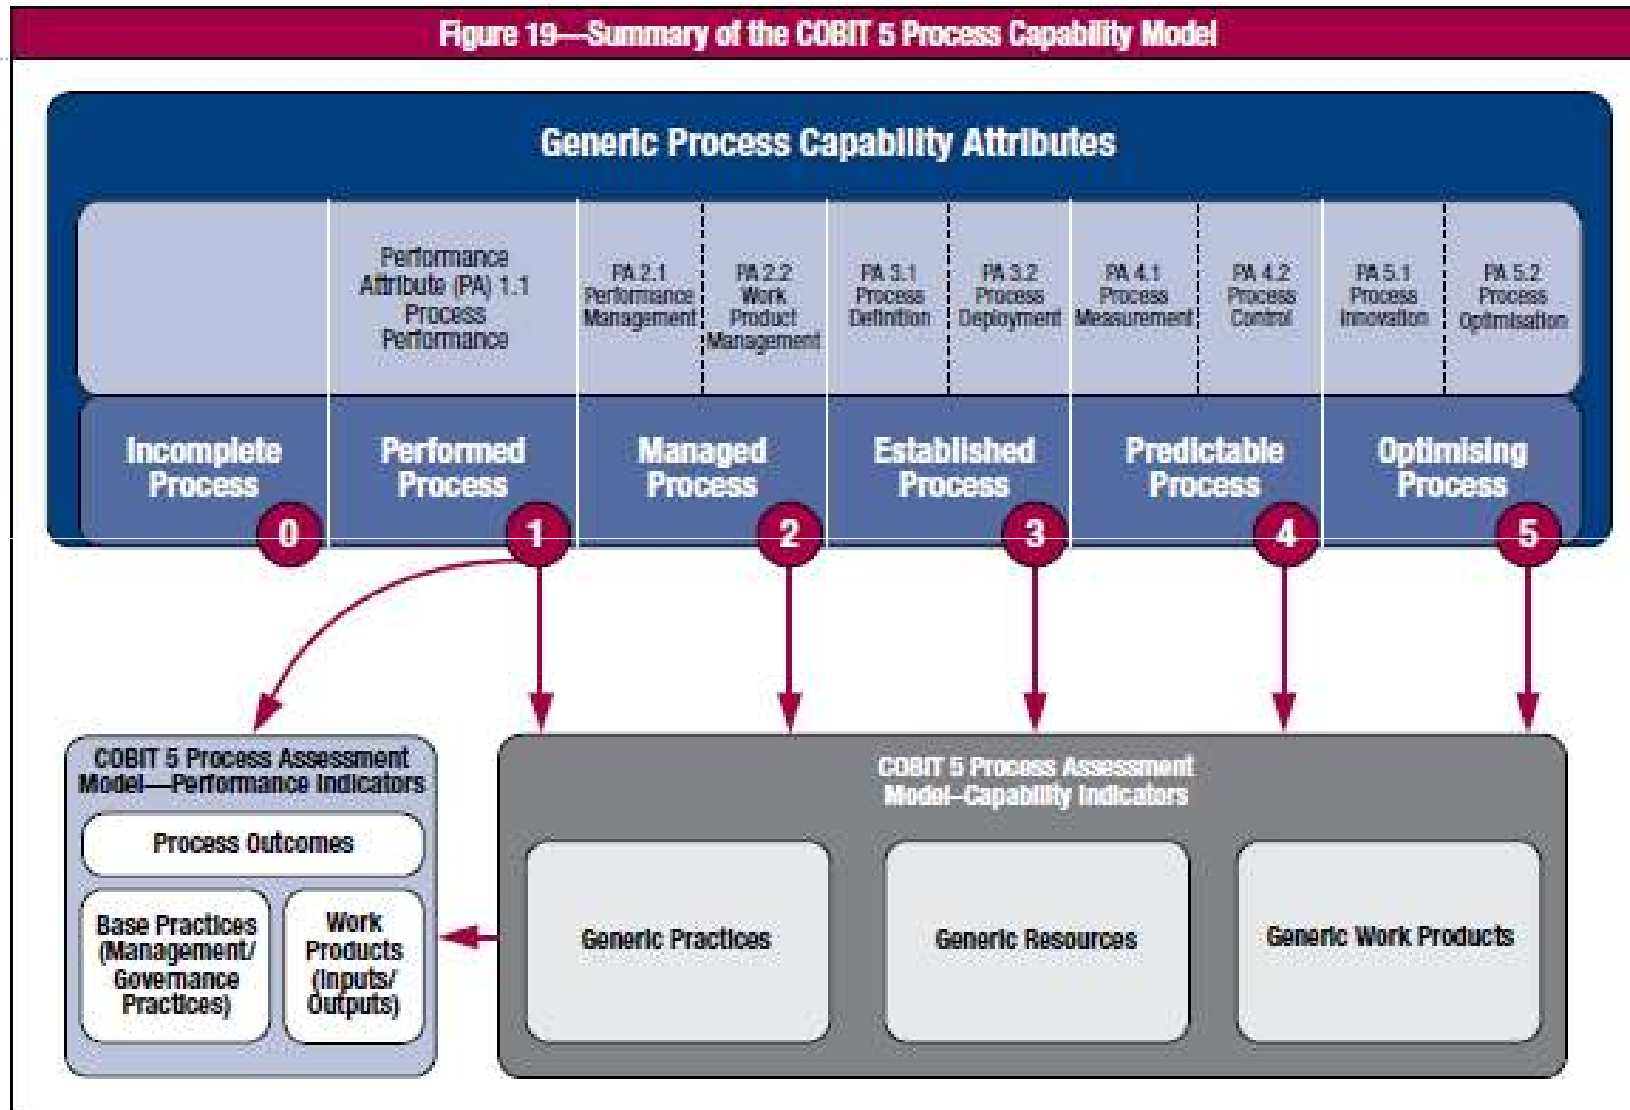 Figure 19—Summary of the COBIT 5 Process Capability Model
Generic Process Capability Attributes
Performance
Attribute (PA) 1.1
Process
Performance
PA 2.1
Performance
Management
PA 2.2
Work
Product
Management
PA 3.1
Process
Definition
PA 3.2
Process
Deployment
PA 4.1
Process
Measurement
PA 4.2
Process
Control
PA 5.1
Process
Innovation
PA 5.2
Process
Optimisation
Incomplete
Process
0
Performed
Process
1
Managed
Process
2
Established
Process
3
Predictable
Process
4
Optimising
Process
5
COBIT 5 Process Assessment
Model—Performance Indicators
Process Outcomes
Base Practices
(Management/
Governance
Practices)
Work
Products
(Inputs/
Outputs)
COBIT 5 Process Assessment
Model–Capability Indicators
Generic Practices
Generic Resources
Generic Work Products